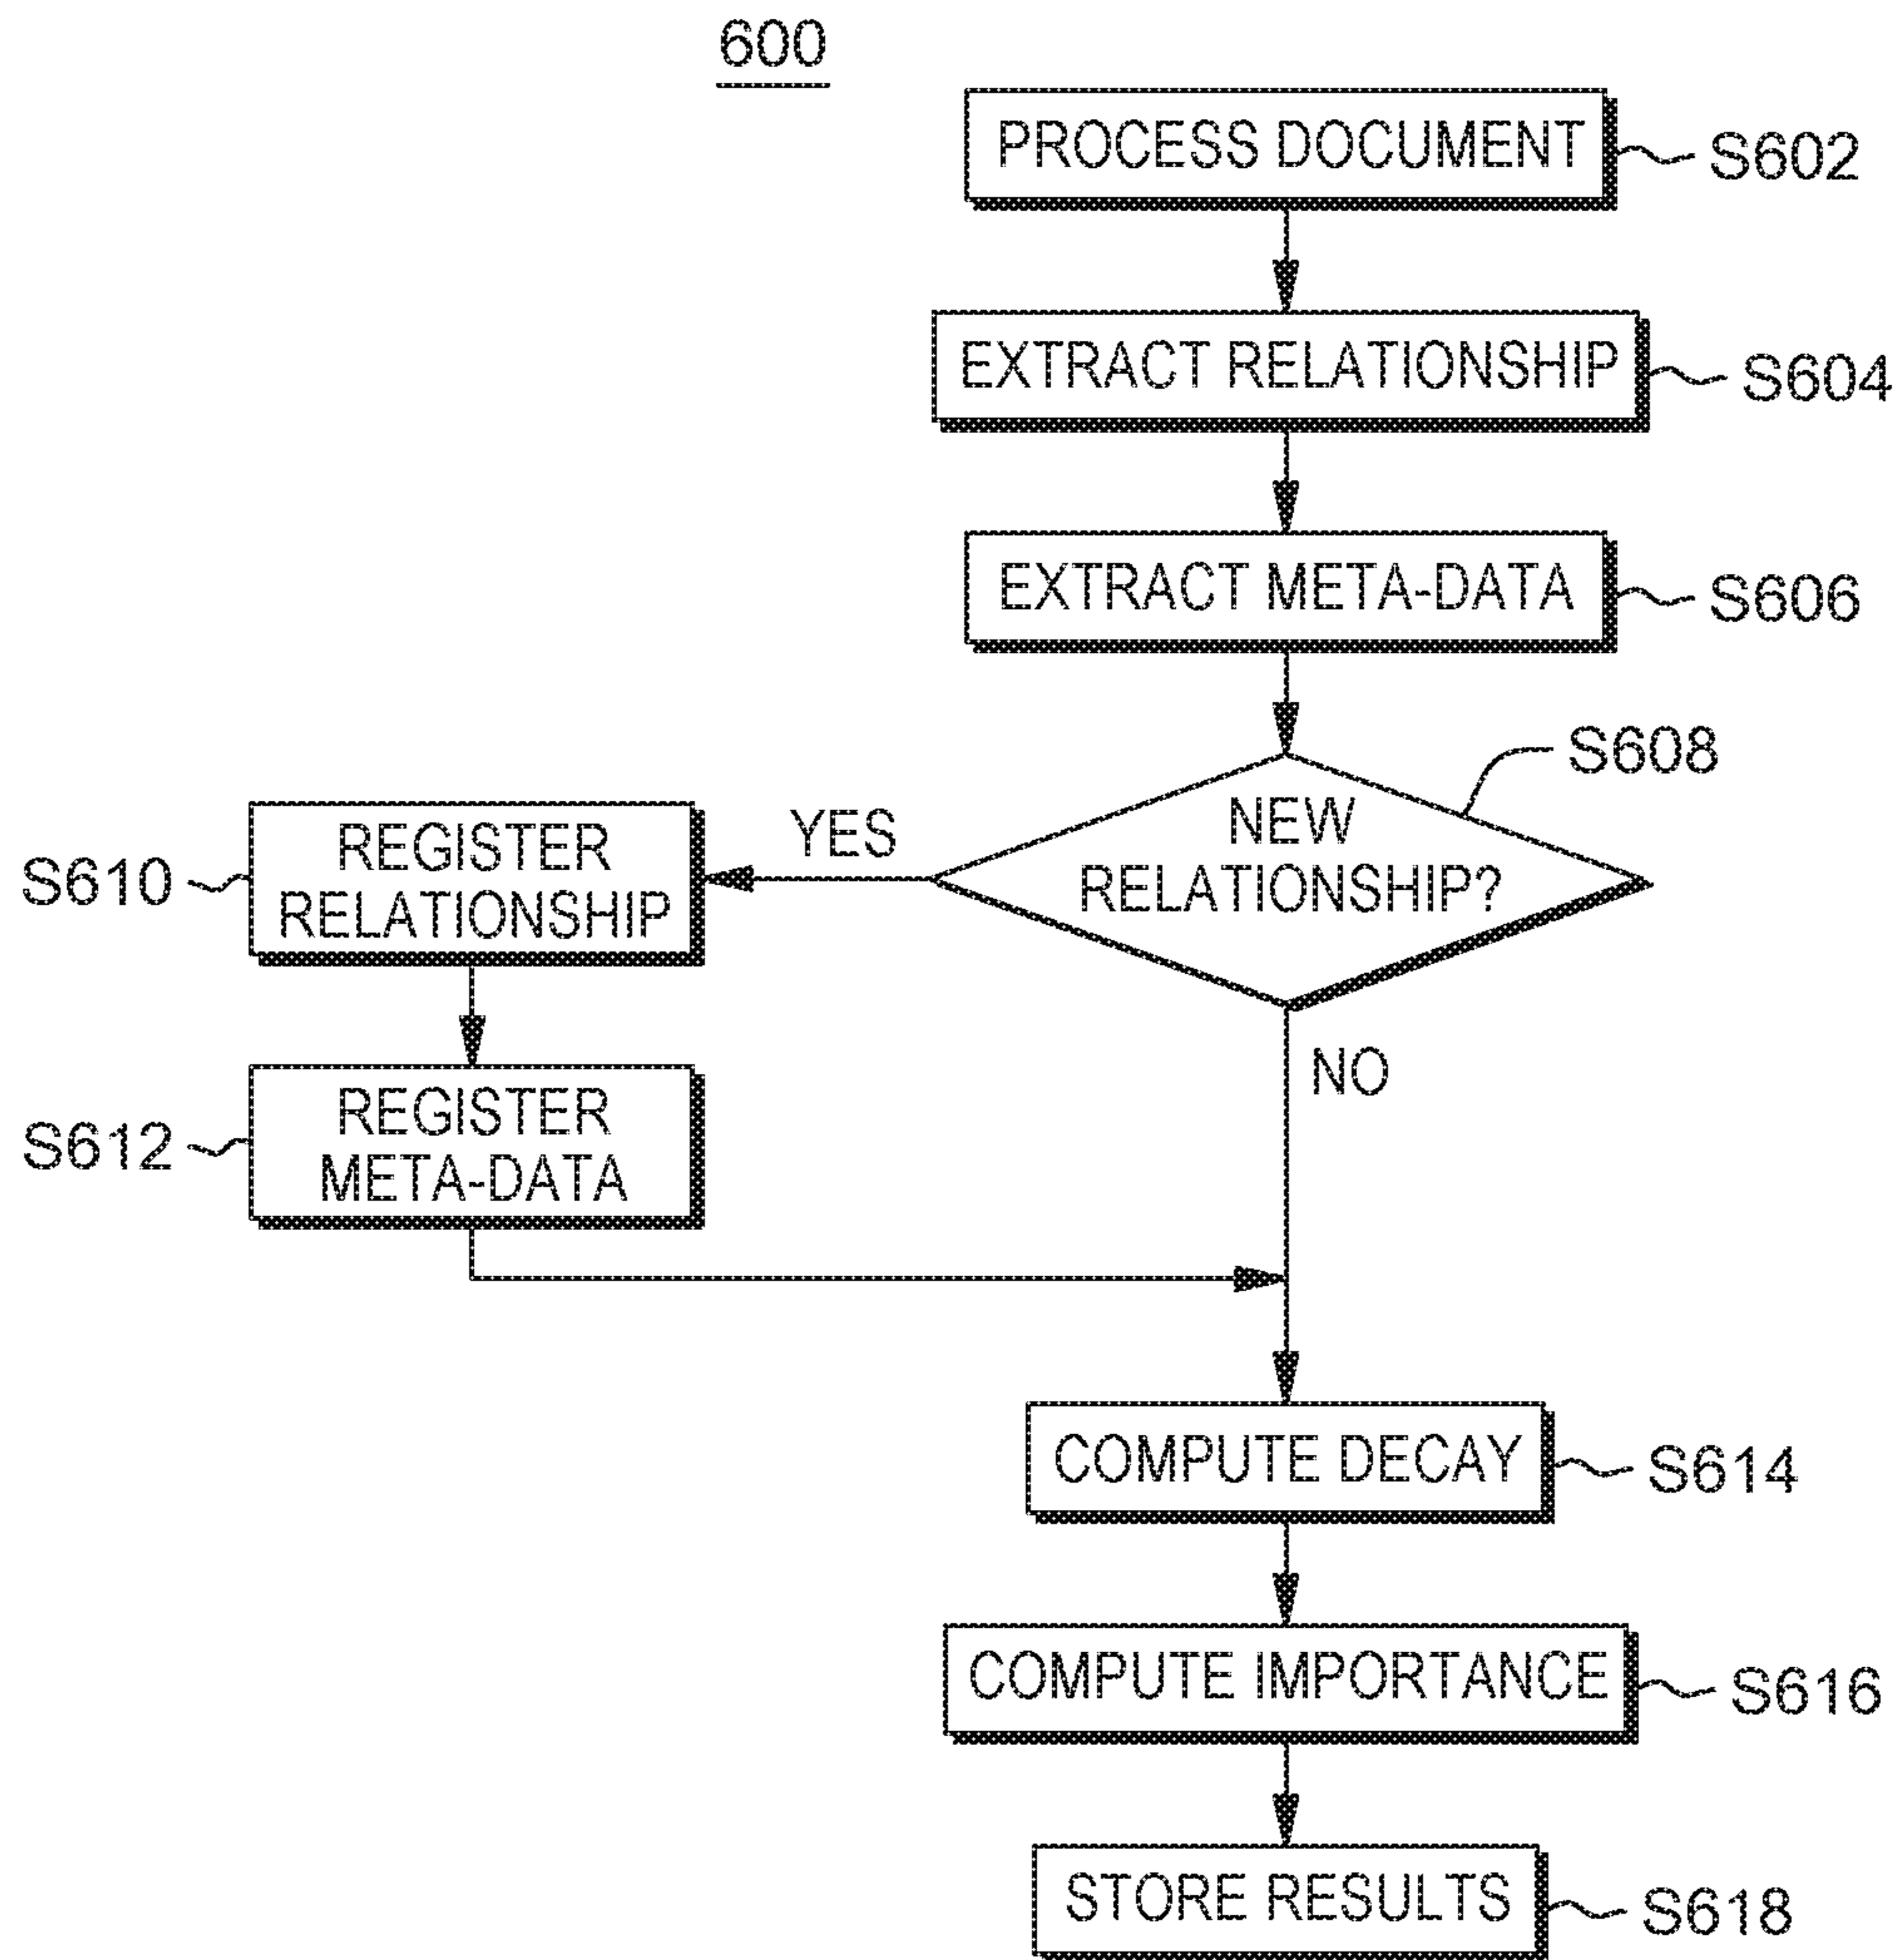 600
PROCESS DOCUMENT
S602
EXTRACT RELATIONSHIP
S604
EXTRACT META-DATA
S606
S608
NEW
RELATIONSHIP?
YES
REGISTER
RELATIONSHIP
S610
NO
REGISTER
META-DATA
S612
COMPUTE DECAY
S614
COMPUTE IMPORTANCE
S616
STORE RESULTS
S618